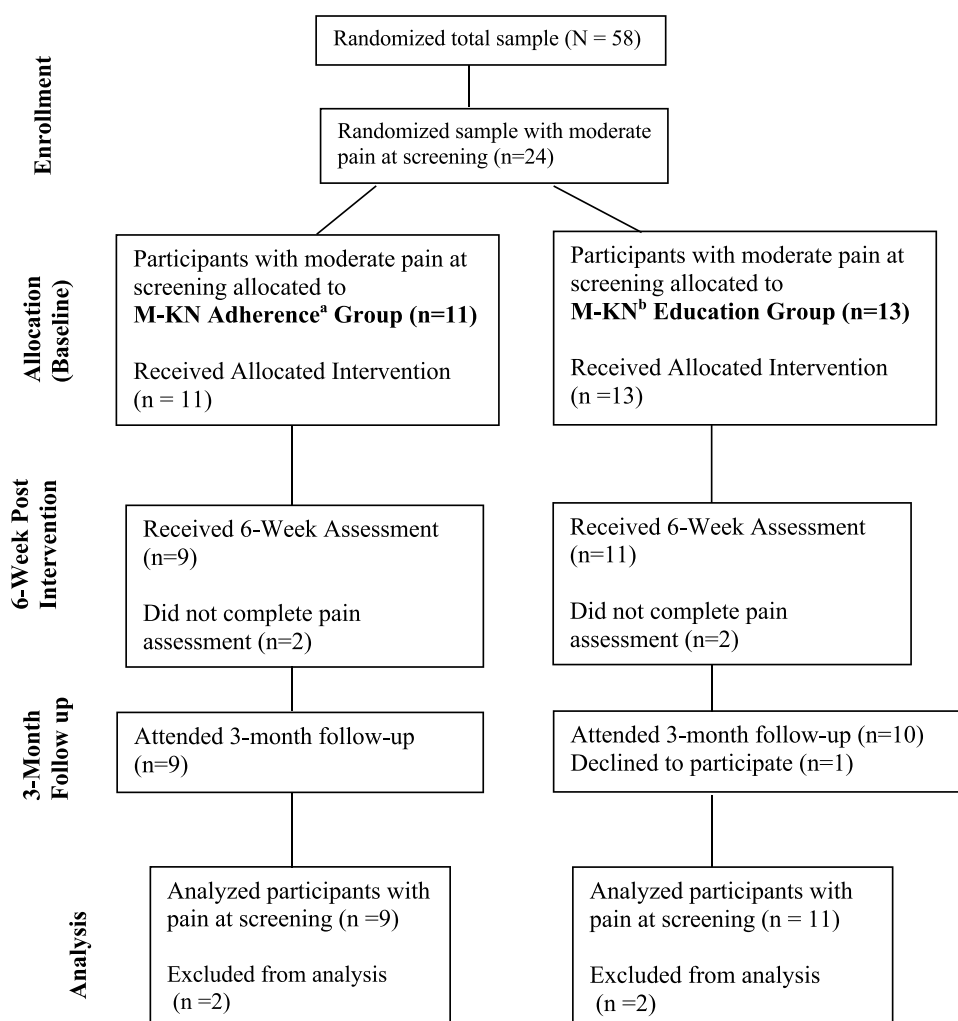 Enrollment
Randomized total sample (N = 58)
Randomized sample with moderate
pain at screening (n=24)
Allocation
(Baseline)
Participants with moderate pain at
screening allocated to
M-KN Adherenceᵃ Group (n=11)
Received Allocated Intervention
(n = 11)
Participants with moderate pain at
screening allocated to
M-KNᵇ Education Group (n=13)
Received Allocated Intervention
(n =13)
6-Week Post
Intervention
Received 6-Week Assessment
(n=9)
Did not complete pain
assessment (n=2)
Received 6-Week Assessment
(n=11)
Did not complete pain
assessment (n=2)
3-Month
Follow up
Attended 3-month follow-up
(n=9)
Attended 3-month follow-up (n=10)
Declined to participate (n=1)
Analysis
Analyzed participants with
pain at screening (n =9)
Excluded from analysis
(n =2)
Analyzed participants with
pain at screening (n = 11)
Excluded from analysis
(n =2)